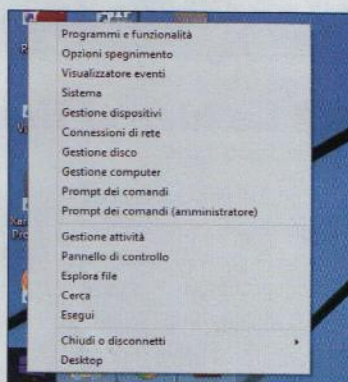 Programmi e funzionalità
Opzioni spegnimento
Visualizzatore eventi
Sistema
Gestione dispositivi
Connessioni di rete
Gestione disco
Gestione computer
Prompt dei comandi
Prompt dei comandi (amministratore)
Gestione attività
Pannello di controllo
Esplora file
Cerca
Esegui
Chiudi o disconnetti
Desktop